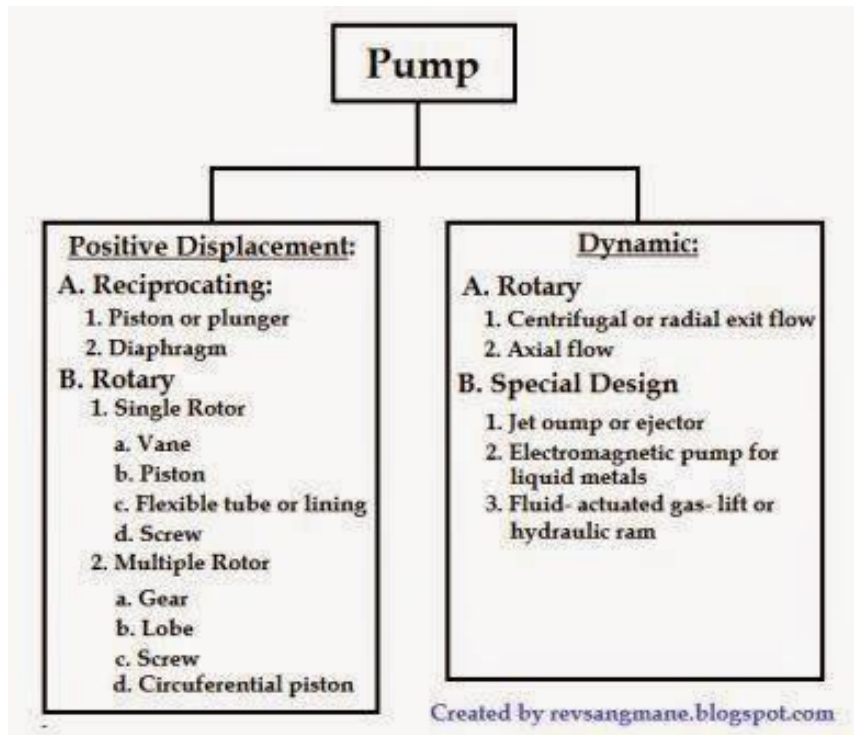 Pump
Positive Displacement:
A. Reciprocating:
1. Piston or plunger
2. Diaphragm
B. Rotary
1. Single Rotor
a. Vane
b. Piston
c. Flexible tube or lining
d. Screw
2. Multiple Rotor
a. Gear
b. Lobe
c. Screw
d. Circuferential piston
Dynamic:
A. Rotary
1. Centrifugal or radial exit flow
2. Axial flow
B. Special Design
1. Jet oump or ejector
2. Electromagnetic pump for
liquid metals
3. Fluid- actuated gas- lift or
hydraulic ram
Created by revsangmane.blogspot.com